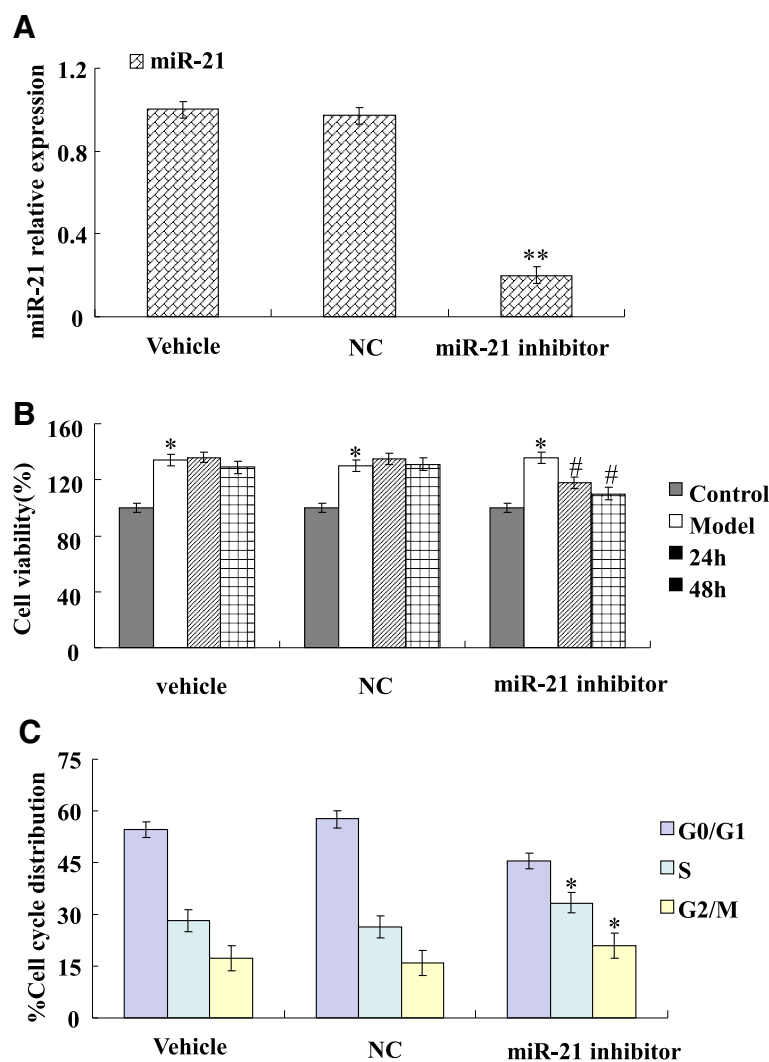 A
miR-21
miR-21 relative expression
1.2
0.8
0.4
0
**
Vehicle NC miR-21 inhibitor
B
Cell viability(%)
160
120
80
40
0
* * * # #
Control
Model
24h
48h
vehicle NC miR-21 inhibitor
C
%Cell cycle distribution
75
60
45
30
15
0
* *
G0/G1
S
G2/M
Vehicle NC miR-21 inhibitor